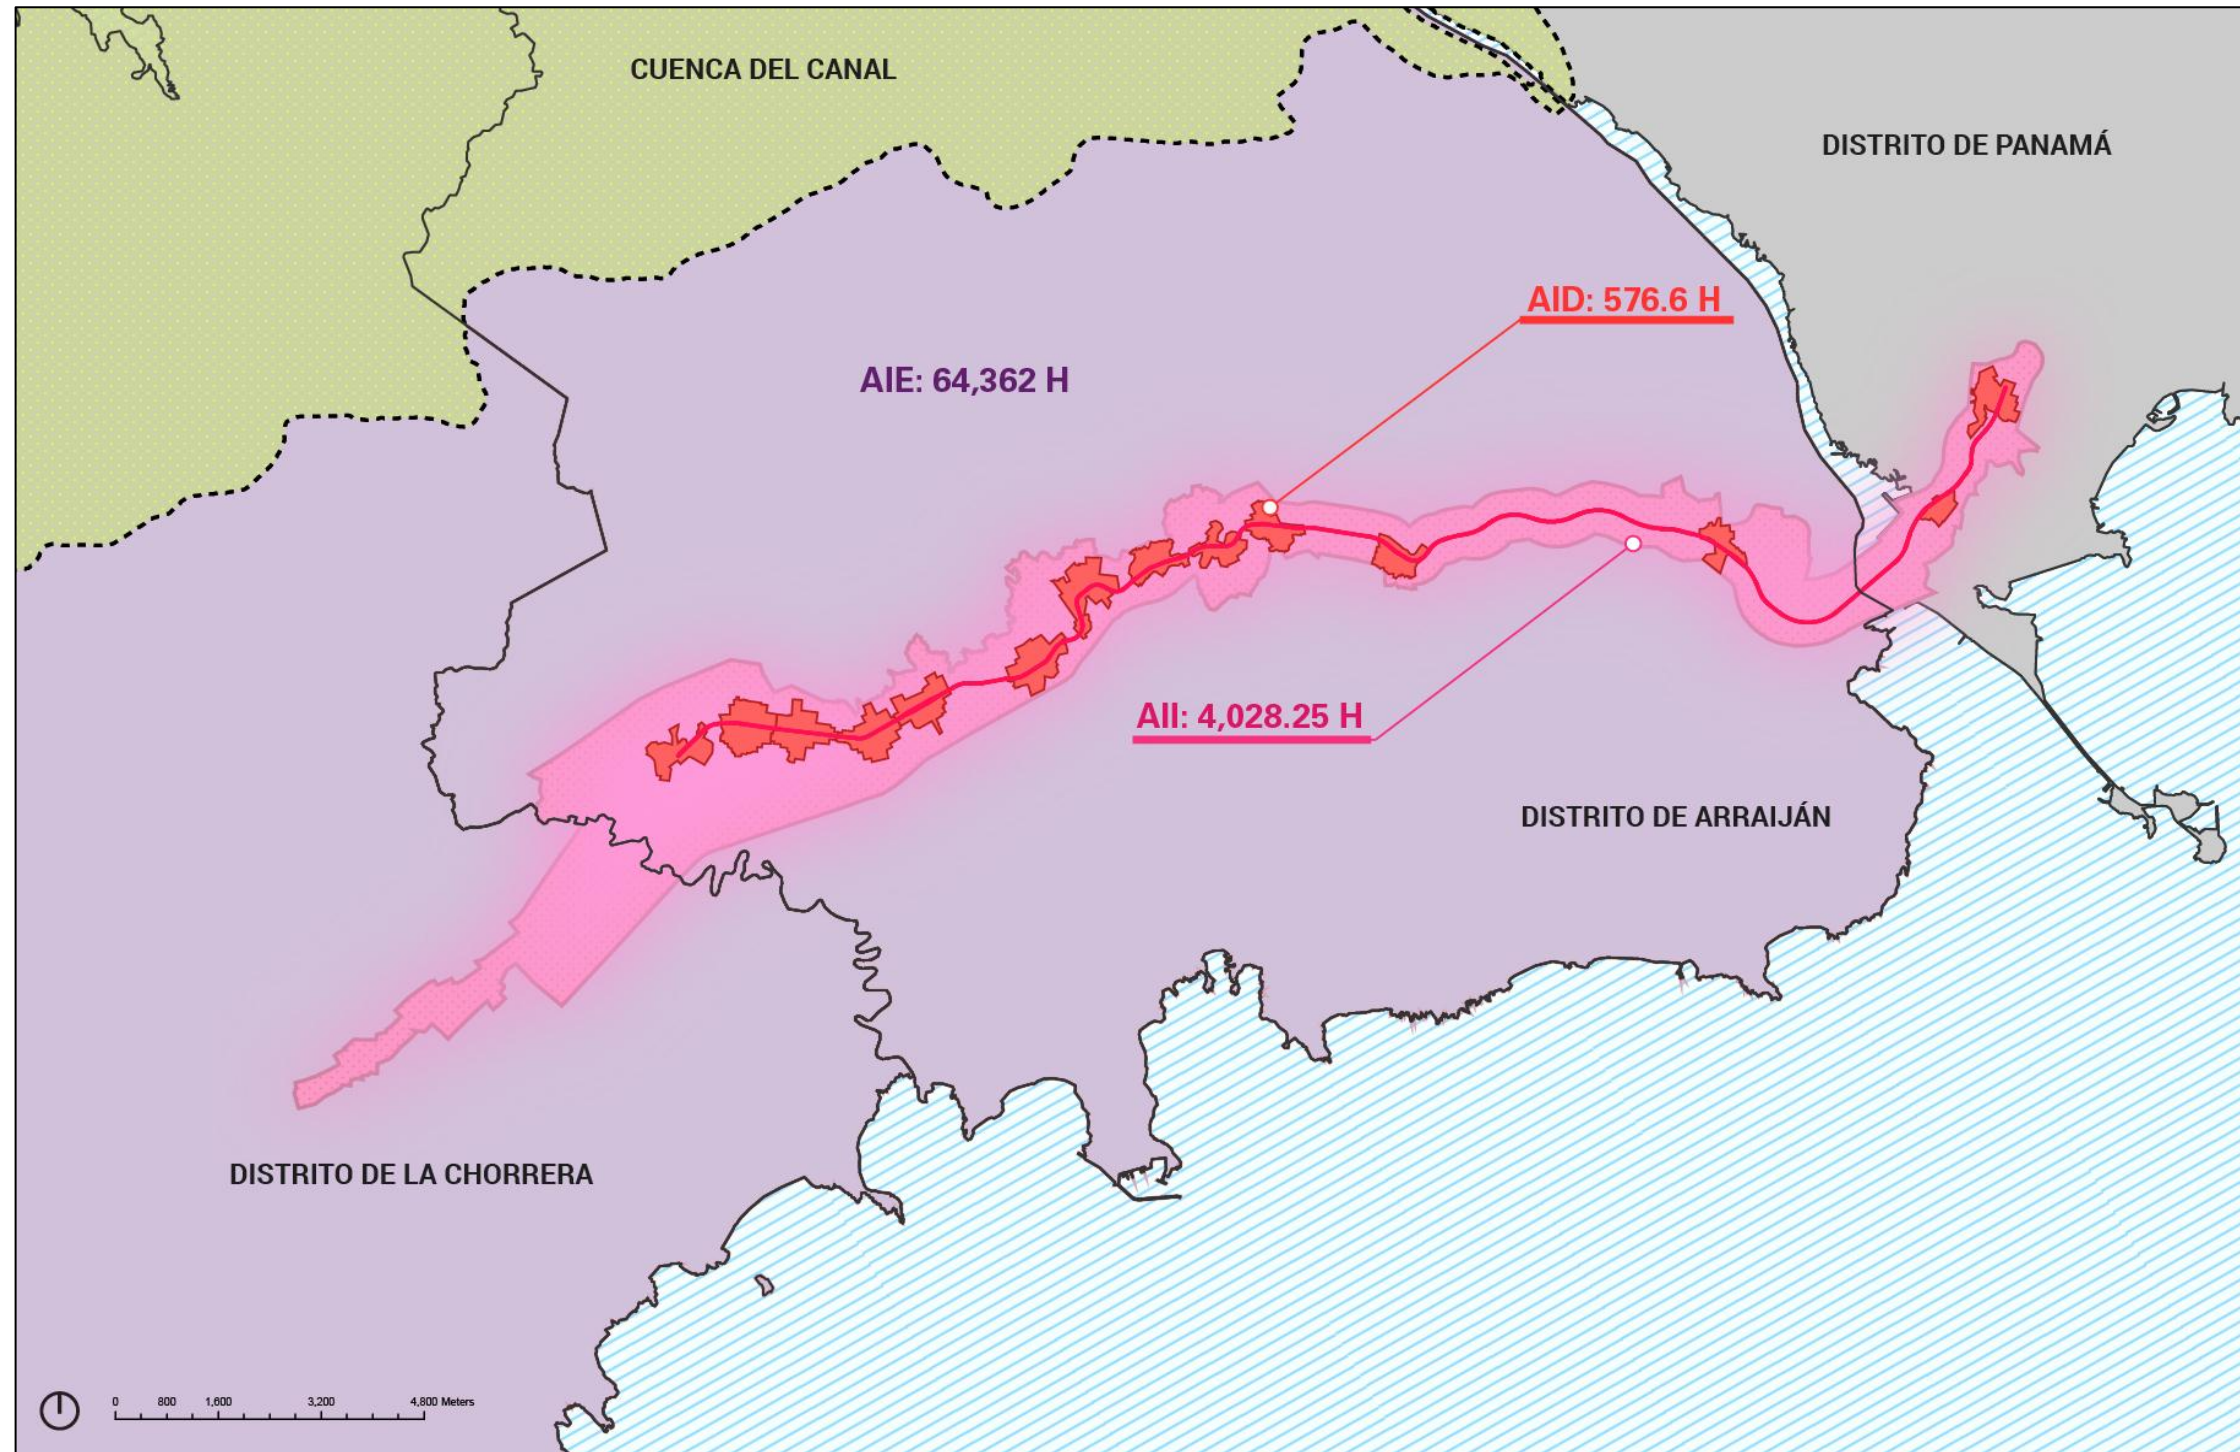 CUENCA DEL CANAL
DISTRITO DE PANAMÁ
AID: 576.6 H
AIE: 64,362 H
AII: 4,028.25 H
DISTRITO DE ARRAIJÁN
DISTRITO DE LA CHORRERA
0 800 1,600 3,200 4,800 Meters